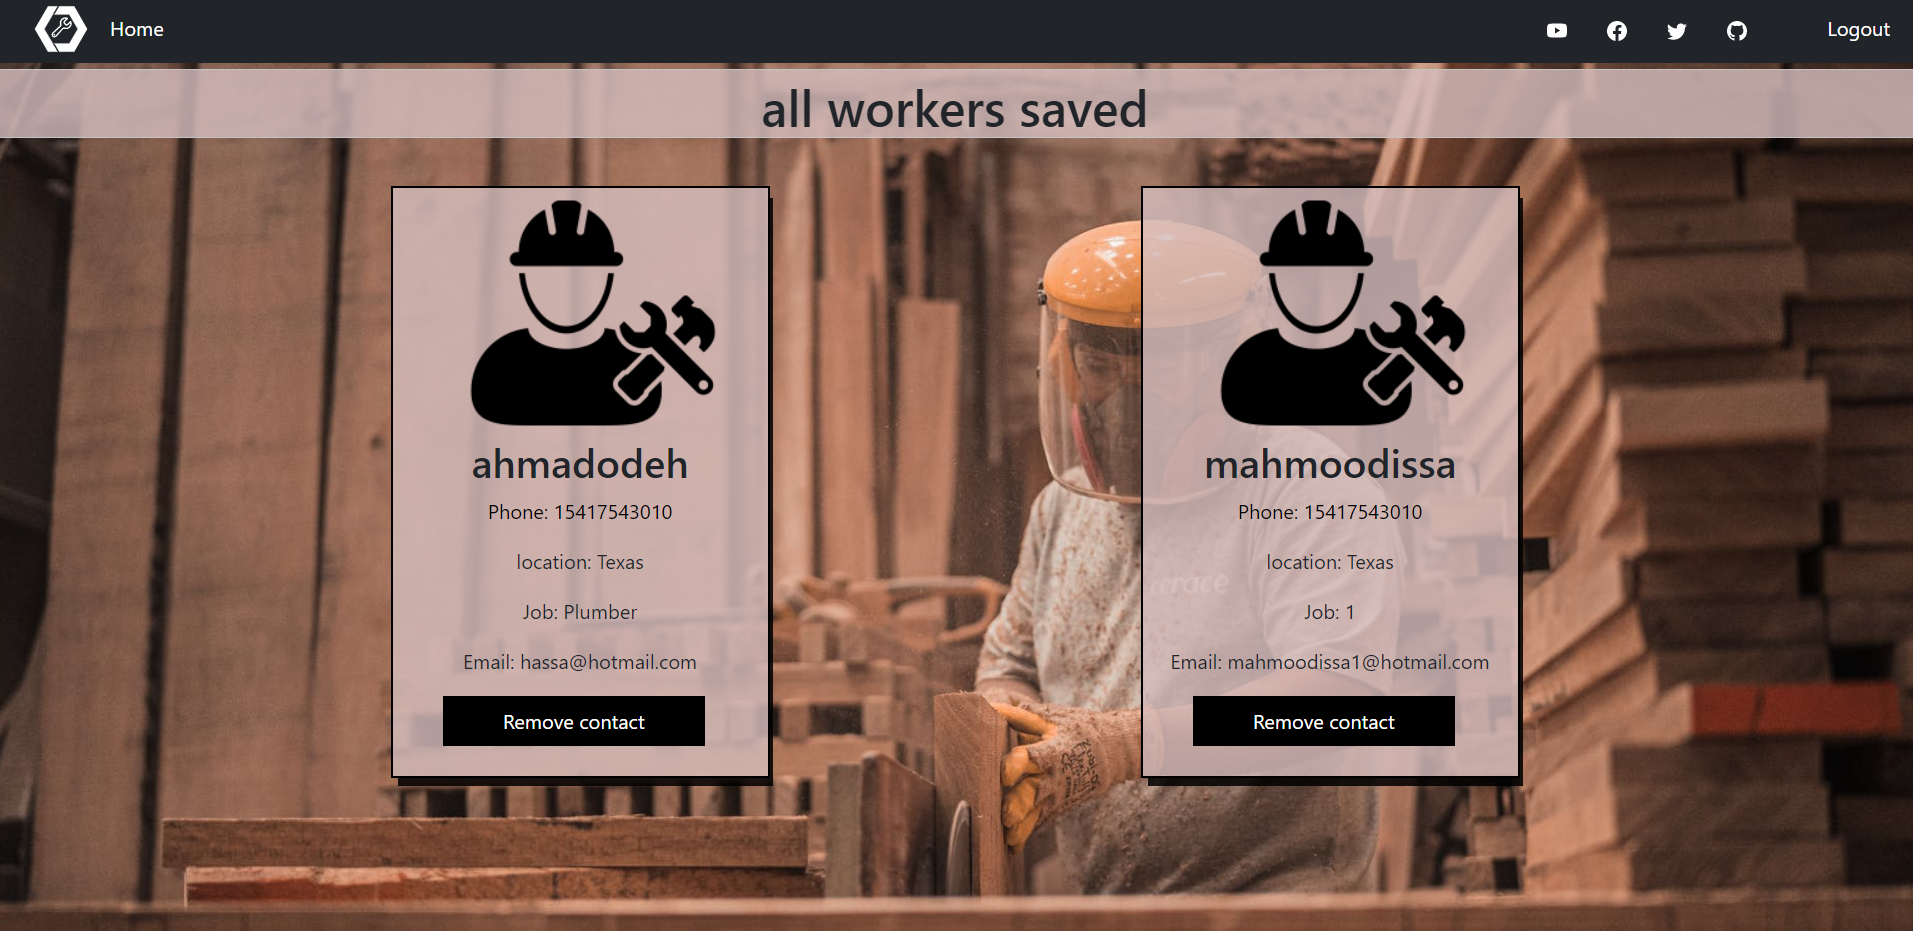 Home
Logout
all workers saved
ahmadodeh
Phone: 15417543010
location: Texas
Job: Plumber
Email: hassa@hotmail.com
Remove contact
mahmoodissa
Phone: 15417543010
location: Texas
Job: 1
Email: mahmoodissa1@hotmail.com
Remove contact